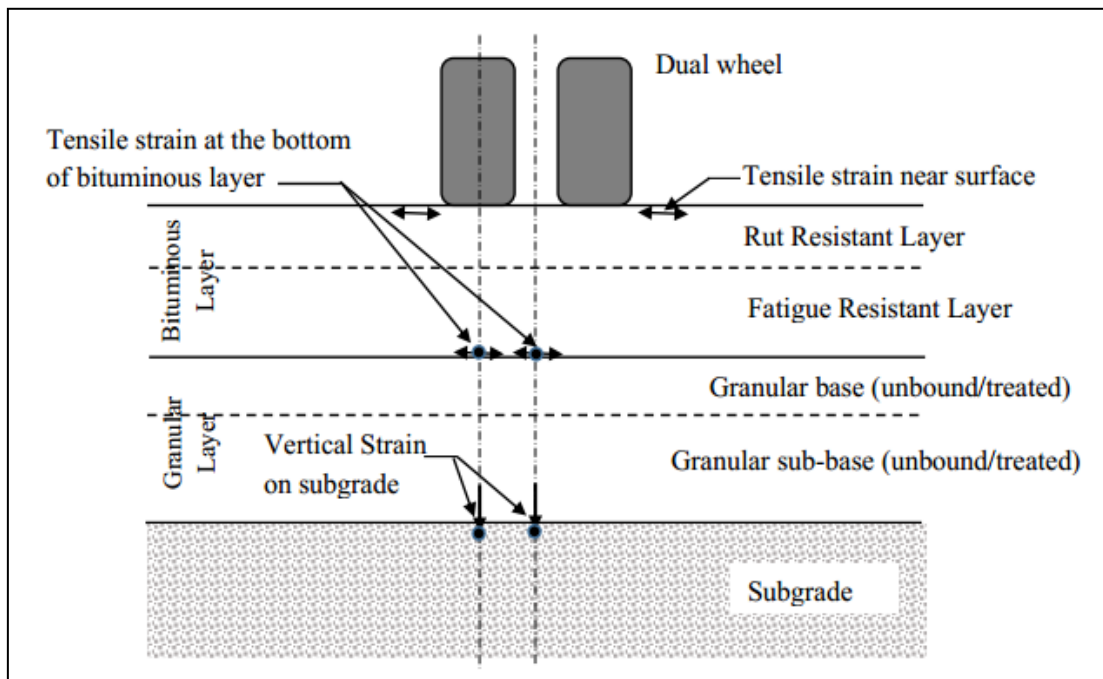 Dual wheel
Tensile strain at the bottom
of bituminous layer
Tensile strain near surface
Rut Resistant Layer
Bituminous
Layer
Fatigue Resistant Layer
Granular base (unbound/treated)
Granular
Layer
Vertical Strain
on subgrade
Granular sub-base (unbound/treated)
Subgrade